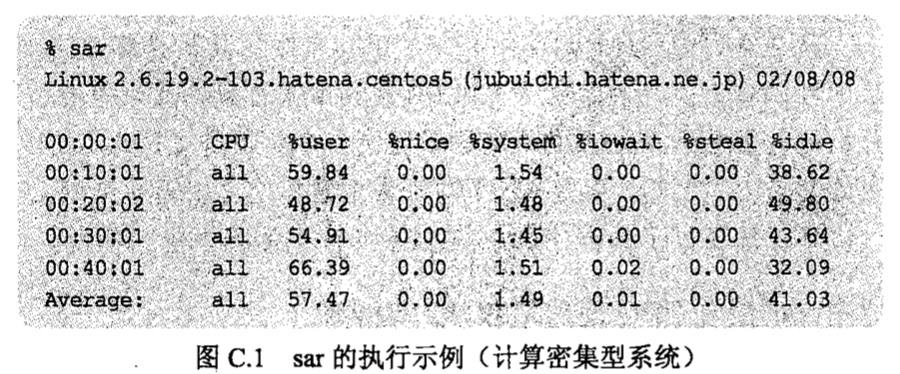 % sar
Linux 2.6.19.2-103.hatena.centos5 (jubuichi.hatena.ne.jp) 02/08/08
00:00:01 CPU %user %nice %system %iowait %steal %idle
00:10:01 all 59.84 0.00 1.54 0.00 0.00 38.62
00:20:02 all 48.72 0.00 1.48 0.00 0.00 49.80
00:30:01 all 54.91 0.00 1.45 0.00 0.00 43.64
00:40:01 all 66.39 0.00 1.51 0.02 0.00 32.09
Average: all 57.47 0.00 1.49 0.01 0.00 41.03
图 C.1 sar 的执行示例（计算密集型系统）